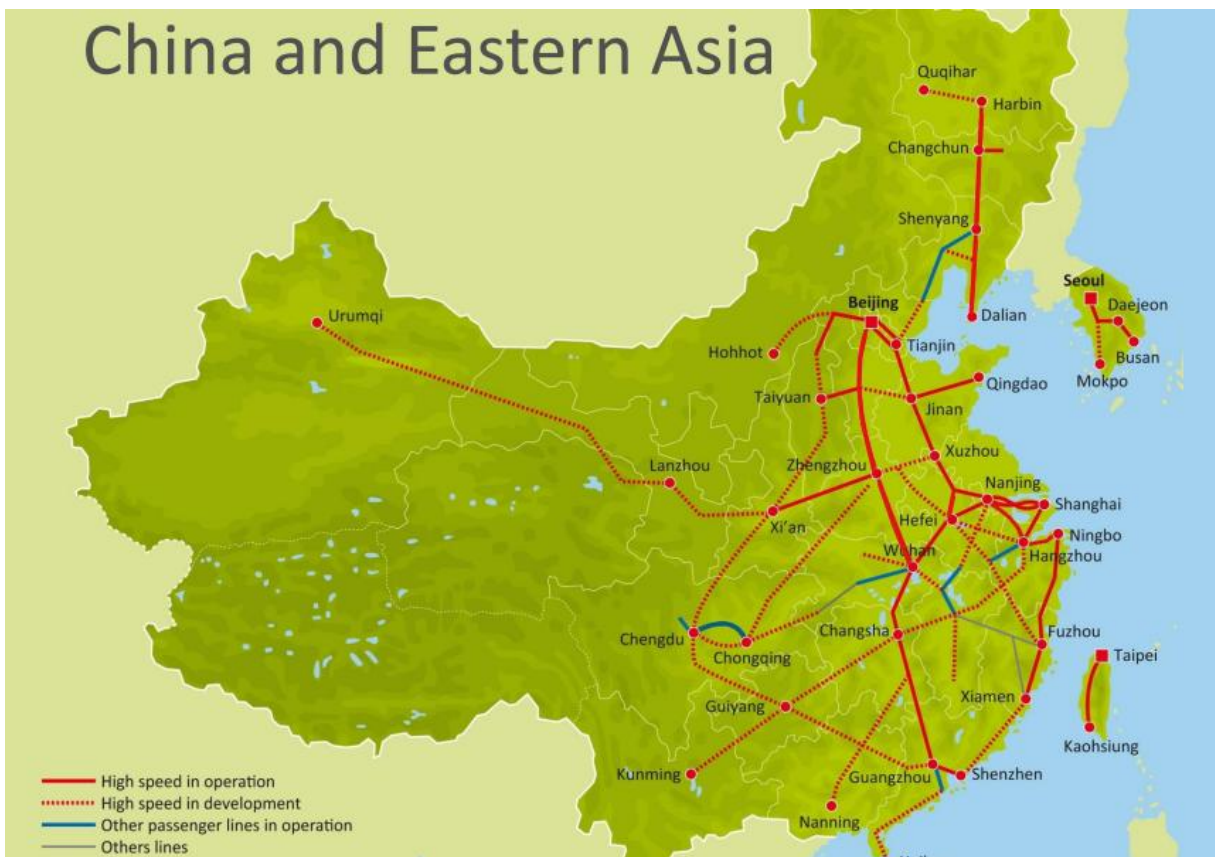 China and Eastern Asia
Quqihar
Harbin
Changchun
Shenyang
Seoul
Daejeon
Beijing
Urumqi
Dalian
Tianjin
Hohhot
Busan
Mokpo
Qingdao
Taiyuan
Jinan
Xuzhou
Lanzhou
Zhengzhou
Nanjing
Shanghai
Xi'an
Hefei
Ningbo
Wuhan
Hangzhou
Chengdu
Changsha
Fuzhou
Chongqing
Taipei
Guiyang
Xiamen
Kaohsiung
Kunming
Guangzhou
Shenzhen
Nanning
High speed in operation
High speed in development
Other passenger lines in operation
Others lines